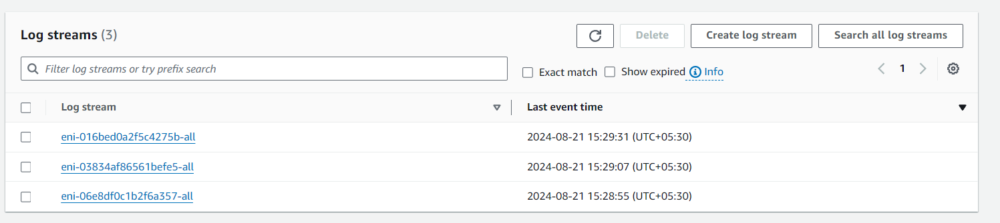 Log streams (3)
Delete
Create log stream
Search all log streams
Filter log streams or try prefix search
Exact match
Show expired
Info
1
Log stream
Last event time
eni-016bed0a2f5c4275b-all
2024-08-21 15:29:31 (UTC+05:30)
eni-03834af86561befe5-all
2024-08-21 15:29:07 (UTC+05:30)
eni-06e8df0c1b2f6a357-all
2024-08-21 15:28:55 (UTC+05:30)